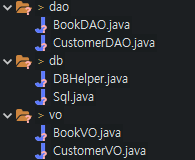 > dao
BookDAO.java
CustomerDAO.java
> db
DBHelper.java
Sql.java
> vo
BookVO.java
CustomerVO.java